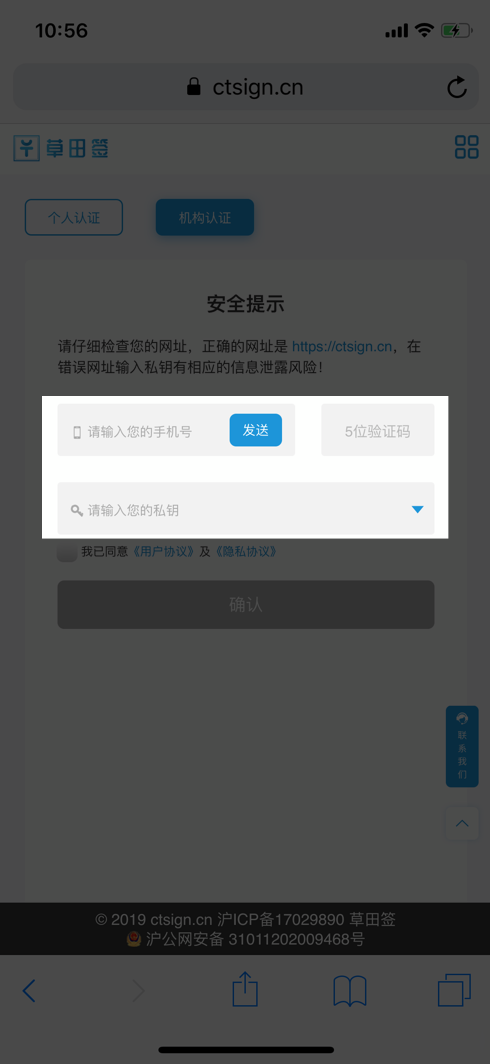 10:56
ctsign.cn
草田签
个人认证
机构认证
安全提示
请仔细检查您的网址，正确的网址是 https://ctsign.cn，在
错误网址输入私钥有相应的信息泄露风险！
请输入您的手机号
发送
5位验证码
请输入您的私钥
我已同意《用户协议》及《隐私协议》
确认
联系我们
© 2019 ctsign.cn 沪ICP备17029890 草田签
沪公网安备 31011202009468号